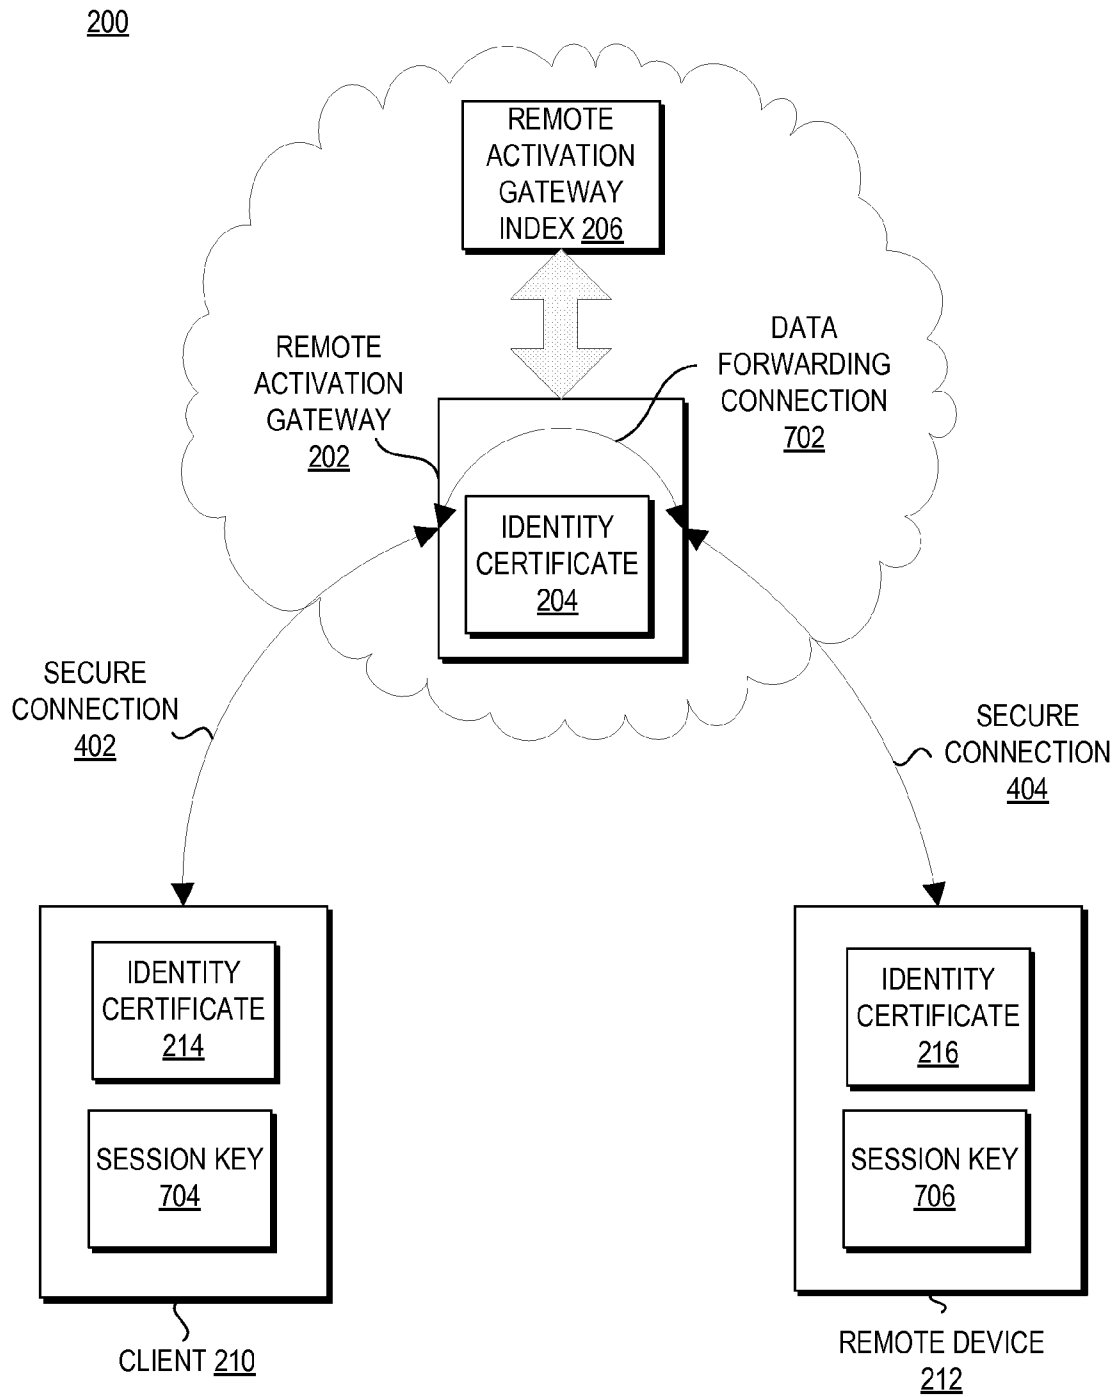 200
REMOTE
ACTIVATION
GATEWAY
INDEX 206
REMOTE
ACTIVATION
GATEWAY
202
DATA
FORWARDING
CONNECTION
702
IDENTITY
CERTIFICATE
204
SECURE
CONNECTION
402
SECURE
CONNECTION
404
IDENTITY
CERTIFICATE
214
SESSION KEY
704
CLIENT 210
IDENTITY
CERTIFICATE
216
SESSION KEY
706
REMOTE DEVICE
212